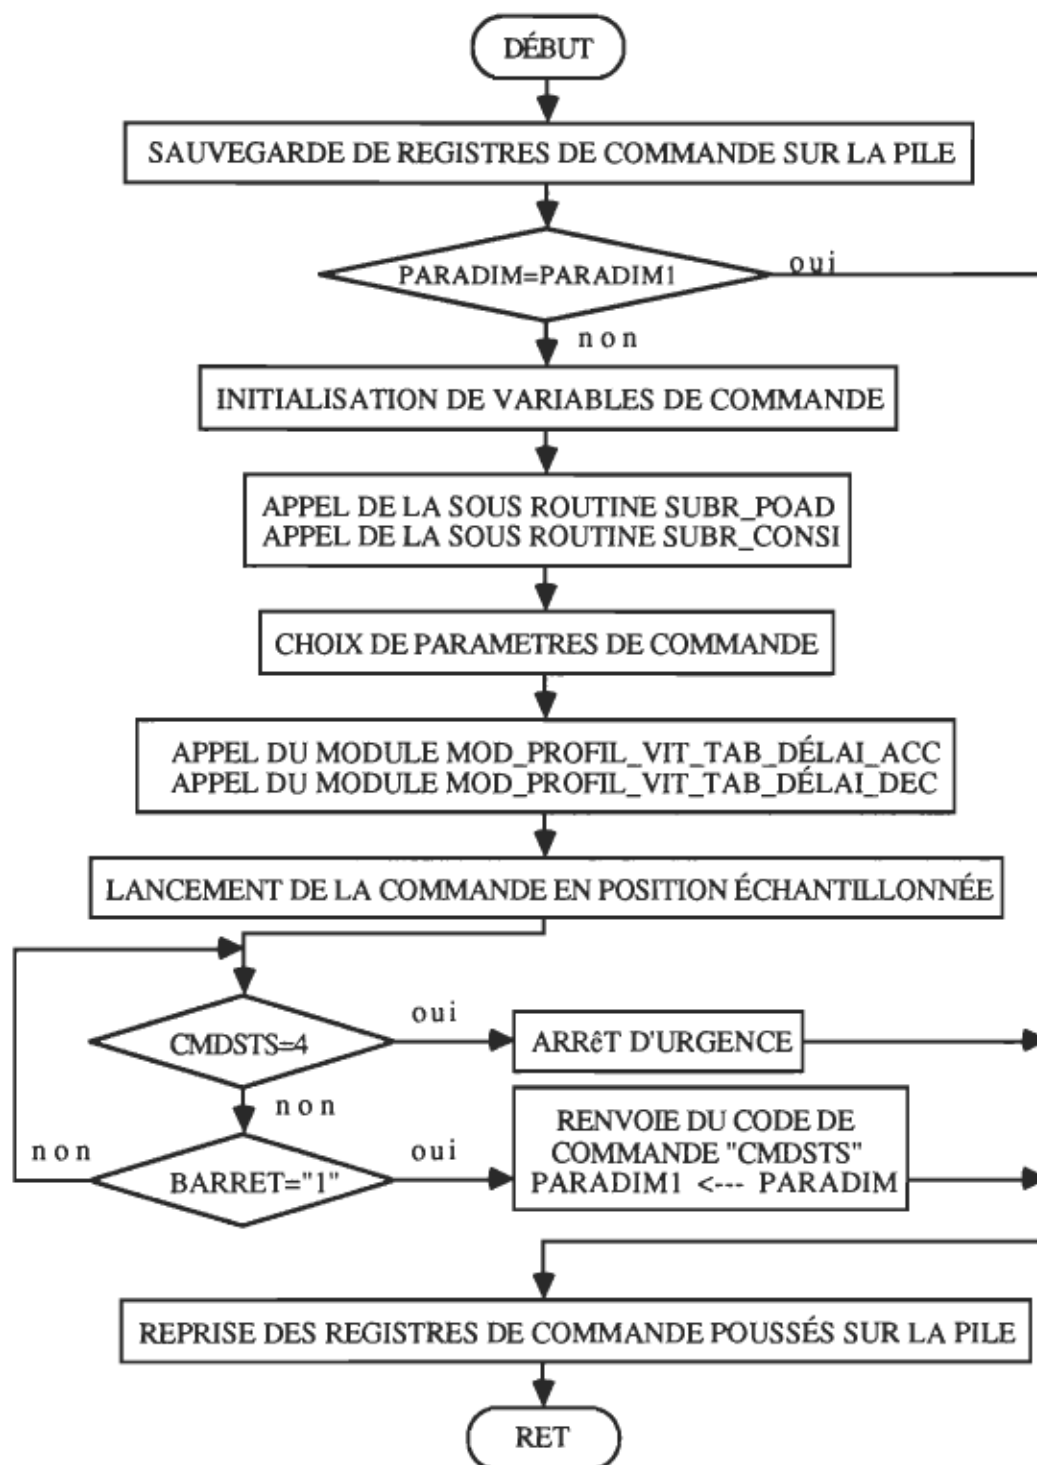 DÉBUT
SAUVEGARDE DE REGISTRES DE COMMANDE SUR LA PILE
PARADIM=PARADIM1
oui
non
INITIALISATION DE VARIABLES DE COMMANDE
APPEL DE LA SOUS ROUTINE SUBR_POAD
APPEL DE LA SOUS ROUTINE SUBR_CONSI
CHOIX DE PARAMETRES DE COMMANDE
APPEL DU MODULE MOD_PROFIL_VIT_TAB_DÉLAI_ACC
APPEL DU MODULE MOD_PROFIL_VIT_TAB_DÉLAI_DEC
LANCEMENT DE LA COMMANDE EN POSITION ÉCHANTILLONNÉE
CMDSTS=4
oui
ARRêT D'URGENCE
non
non
BARRET="1"
oui
RENVOIE DU CODE DE
COMMANDE "CMDSTS"
PARADIM1 <--- PARADIM
REPRISE DES REGISTRES DE COMMANDE POUSSÉS SUR LA PILE
RET